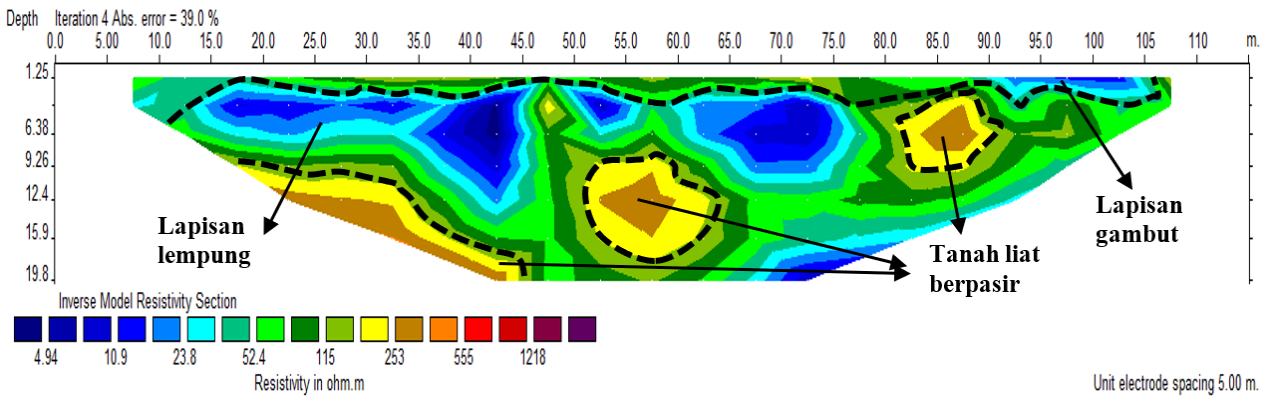 Depth Iteration 4 Abs. error = 39.0 %
0.0 5.00 10.0 15.0 20.0 25.0 30.0 35.0 40.0 45.0 50.0 55.0 60.0 65.0 70.0 75.0 80.0 85.0 90.0 95.0 100 105 110 m.
1.25
6.38
9.26
12.4
15.9
19.8
Lapisan
lempung
Tanah liat
berpasir
Lapisan
gambut
Inverse Model Resistivity Section
4.94 10.9 23.8 52.4 115 253 555 1218
Resistivity in ohm.m
Unit electrode spacing 5.00 m.